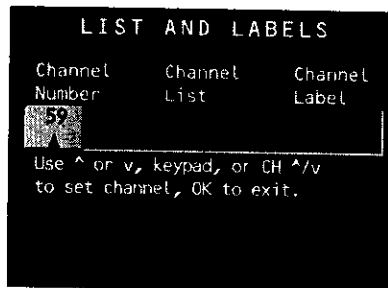 LIST AND LABELS
Channel Channel Channel
Number List Label
59
Use ^ or v, keypad, or CH ^/v
to set channel, OK to exit.